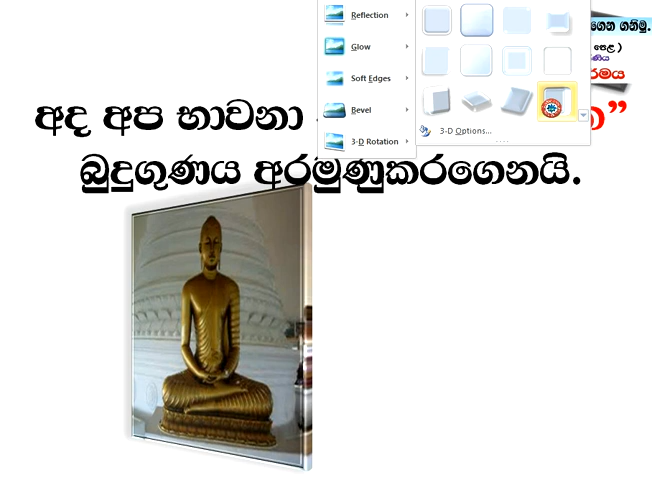 Reflection
Glow
Soft Edges
Bevel
3-D Rotation
3-D Options...
ගනිමු.
පෙළ )
අද අප භාවනා
බුදුගුණය අරමුණුකරගෙනයි.